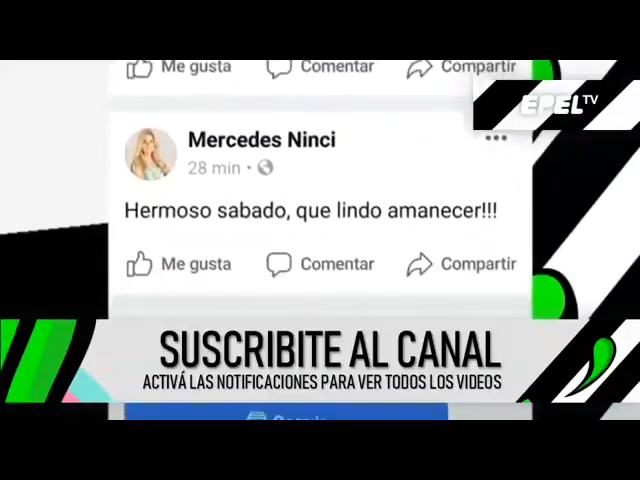 Me gusta Comentar Compartir
EPEL TV
Mercedes Ninci
28 min
Hermoso sabado, que lindo amanecer!!!
Me gusta Comentar Compartir
SUSCRIBITE AL CANAL
ACTIVÁ LAS NOTIFICACIONES PARA VER TODOS LOS VIDEOS